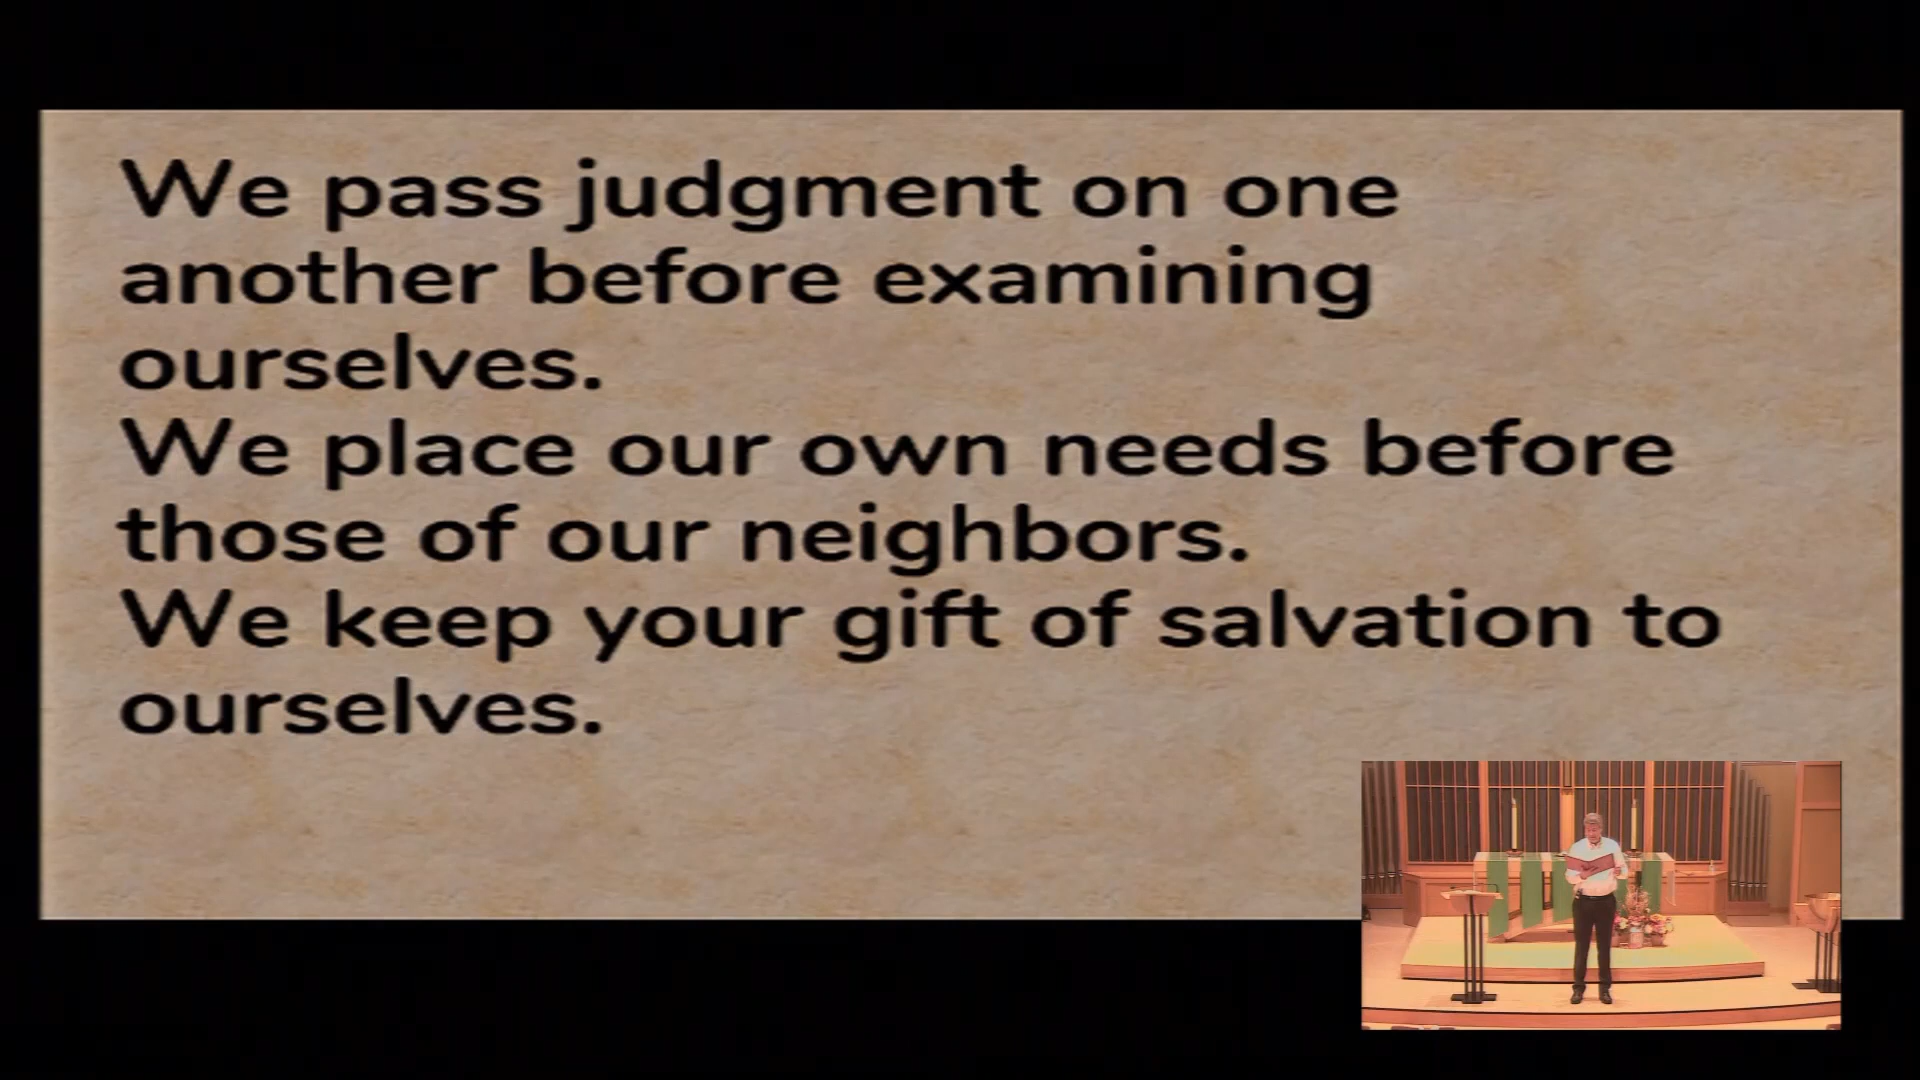 We pass judgment on one
another before examining
ourselves.
We place our own needs before
those of our neighbors.
We keep your gift of salvation to
ourselves.